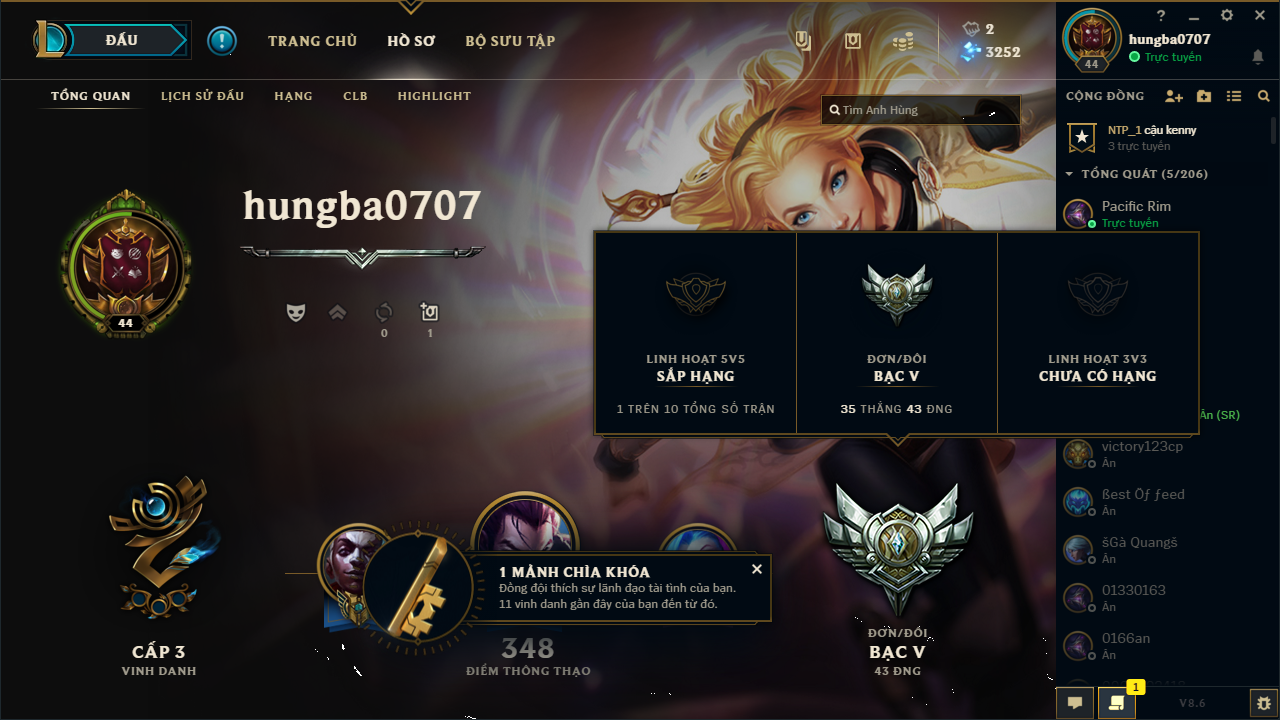 ĐẤU
!
TRANG CHỦ
HỒ SƠ
BỘ SƯU TẬP
2
3252
?
hungba0707
Trực tuyến
44
TỔNG QUAN
LỊCH SỬ ĐẤU
HẠNG
CLB
HIGHLIGHT
Tìm Anh Hùng
CỘNG ĐỒNG
NTP_1 cậu kenny
3 trực tuyến
TỔNG QUÁT (5/206)
Pacific Rim
Trực tuyến
hungba0707
44
0
1
LINH HOẠT 5V5
SẮP HẠNG
1 TRÊN 10 TỔNG SỐ TRẬN
ĐƠN/ĐÔI
BẠC V
35 THẮNG 43 ĐNG
LINH HOẠT 3V3
CHƯA CÓ HẠNG
Ẩn (SR)
victory123cp
Ẩn
ßest Öƒ ƒeed
Ẩn
šGà Quangš
Ẩn
01330163
Ẩn
0166an
Ẩn
1 MẢNH CHÌA KHÓA
Đồng đội thích sự lãnh đạo tài tình của bạn.
11 vinh danh gần đây của bạn đến từ đó.
CẤP 3
VINH DANH
348
ĐIỂM THÔNG THẠO
ĐƠN/ĐÔI
BẠC V
43 ĐNG
1
V8.6